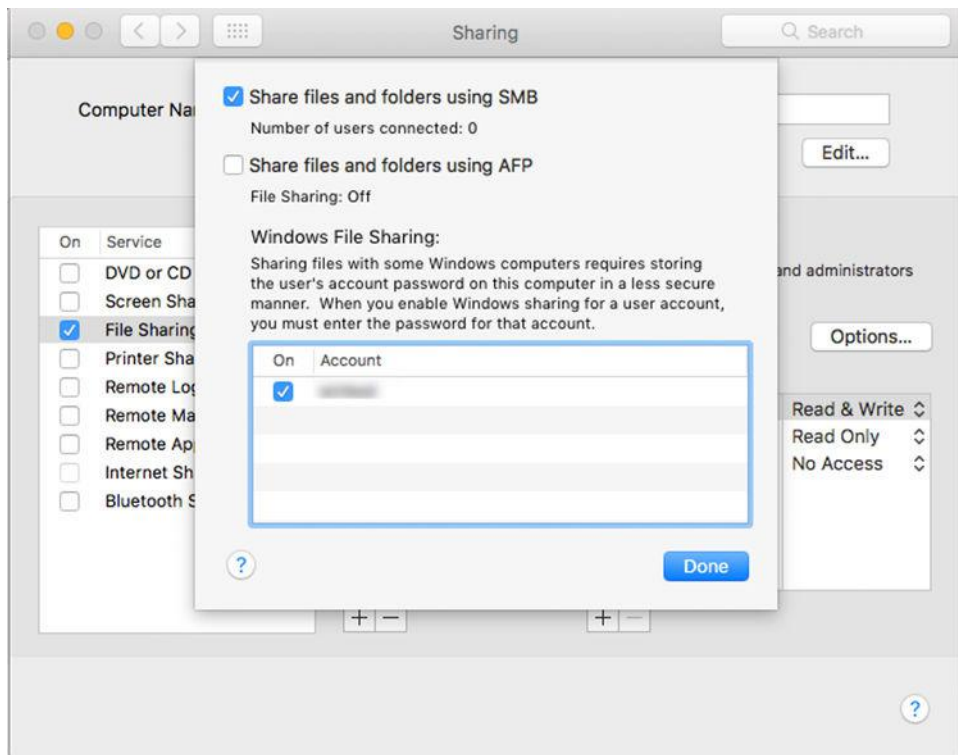 Sharing
Search
Computer Na
Edit...
Share files and folders using SMB
Number of users connected: 0
Share files and folders using AFP
File Sharing: Off
Windows File Sharing:
Sharing files with some Windows computers requires storing
the user's account password on this computer in a less secure
manner. When you enable Windows sharing for a user account,
you must enter the password for that account.
On Account
Done
On Service
DVD or CD
Screen Sha
File Sharing
Printer Sha
Remote Log
Remote Ma
Remote Ap
Internet Sh
Bluetooth S
and administrators
Options...
Read & Write
Read Only
No Access
+ −
+ −
?
?